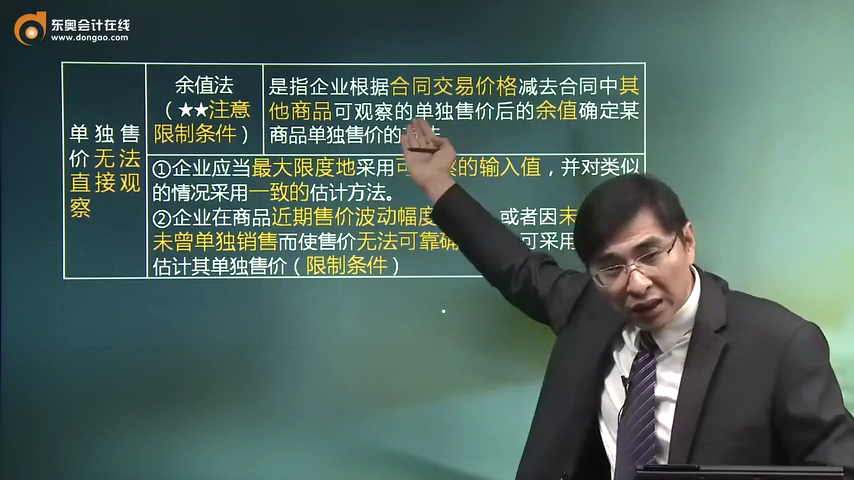 东奥会计在线
www.dongao.com
单独售
价无法
直接观
察
余值法
（★★注意
限制条件）
是指企业根据合同交易价格减去合同中其
他商品可观察的单独售价后的余值确定某
商品单独售价的
①企业应当最大限度地采用可 的输入值，并对类似
的情况采用一致的估计方法。
②企业在商品近期售价波动幅度 或者因未
未曾单独销售而使售价无法可靠确 可采用
估计其单独售价（限制条件）